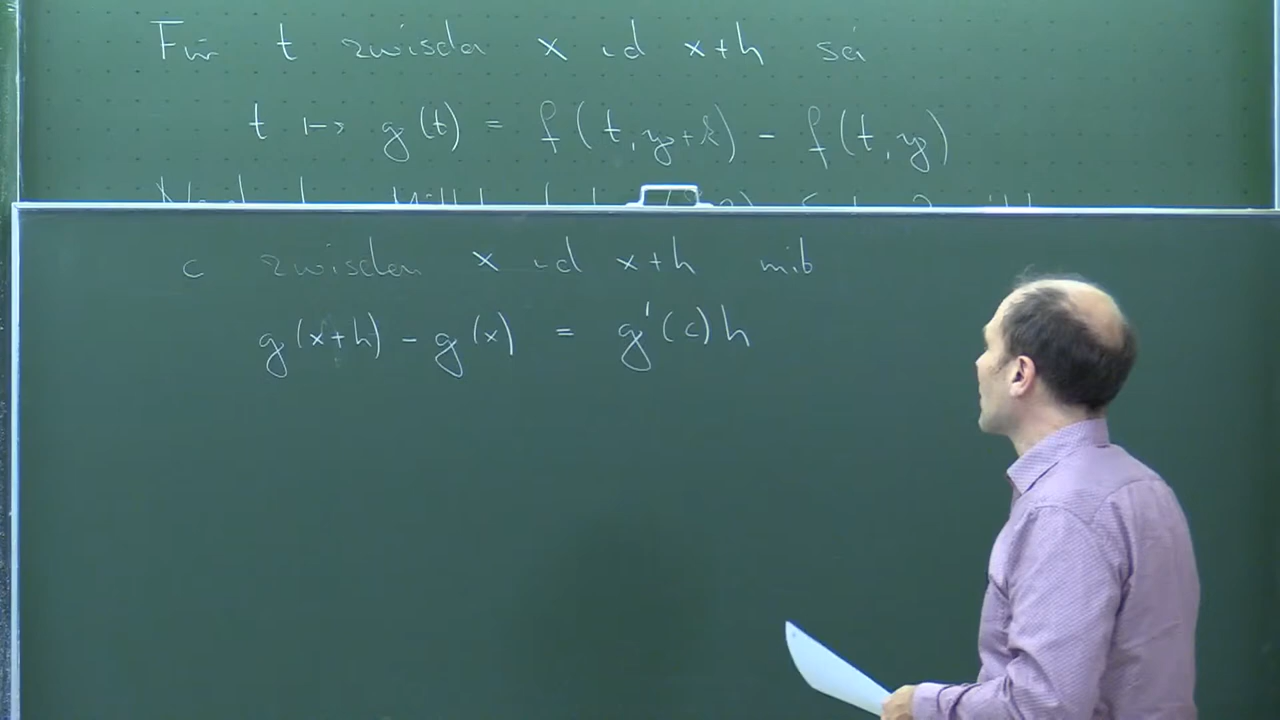 Für t zwischen x und x+h sei
t ↦ g(t) = f(t, y+k) - f(t, y)
c zwischen x und x+h mit
g(x+h) - g(x) = g'(c)h